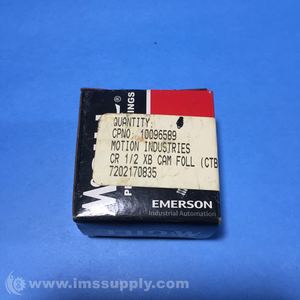 QUANTITY:
CPNO: 10096589
MOTION INDUSTRIES
CR 1/2 XB CAM FOLL (CTB
7202170835
EMERSON
Industrial Automation
www.imssupply.com